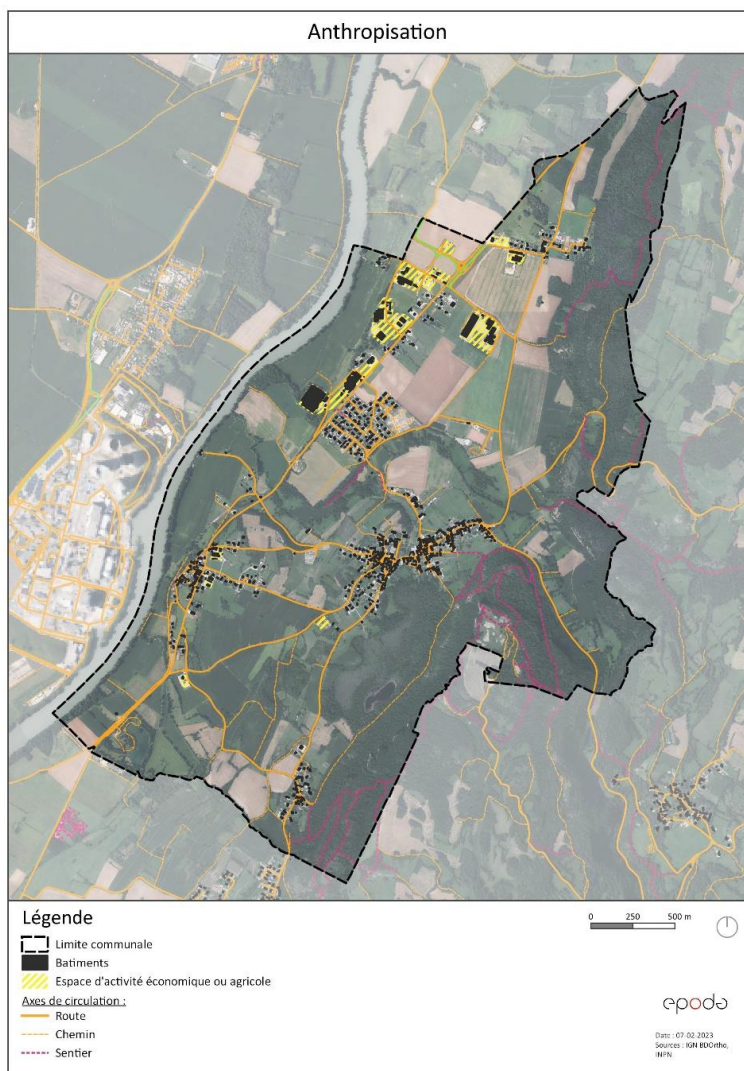 Anthropisation
Légende
Limite communale
Batiments
Espace d'activité économique ou agricole
Axes de circulation :
Route
Chemin
Sentier
0 250 500 m
epoda
Date : 07-02-2023
Sources : IGN BDOrtho,
INPN